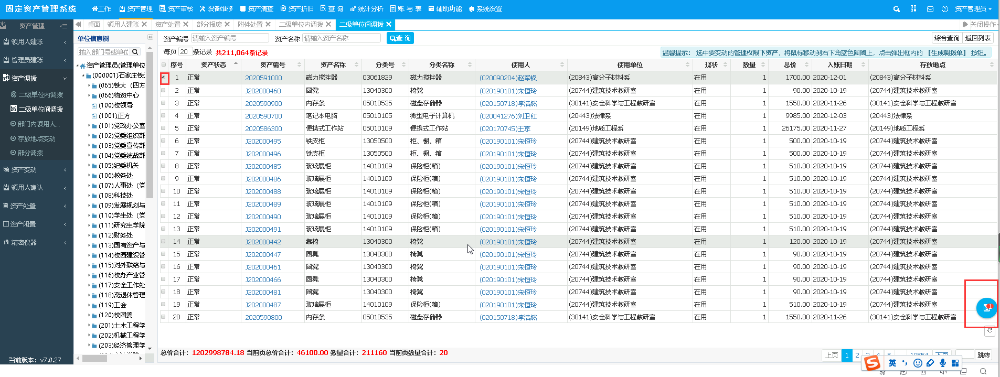 固定资产管理系统 工作 资产管理 资产审核 设备维修 资产清查 资产折旧 查 询 统计分析 账 与 表 辅助功能 系统设置 资产管理员
资产管理 桌面 领用人建账 资产处置 部分报废 附件处置 二级单位内调拨 二级单位间调拨 关闭操作
领用人建账
管理员建账
资产调拨
二级单位内调拨
二级单位间调拨
部门内领用人...
存放地点变动
部分调拨
资产变动
领用人确认
资产处置
资产闲置
精密仪器
当前版本：v7.0.27
单位信息树
输入部门号或单位
资产管理员(管理单位
(000001)石家庄铁
(065)铁大（四方
(066)物资中心
(100)校领导
(1001)正方
(101)党政办公室
(102)党委组织部
(103)党委宣传部
(104)党委统战部
(105)纪委机关
(106)教务处
(107)人事处（党
(108)科技处
(109)发展规划与
(110)学生处（党
(111)研究生学院
(112)财务处
(113)国有资产与
(114)校园建设管
(115)对外联络与
(116)校办产业管
(117)安全工作处
(118)离退休管理
(119)工会
(120)校团委
(201)土木工程学
(202)机械工程学
(203)经济管理学
资产编号 请输入资产编号 资产名称 请输入资产名称 查 询 综合查询 返回列表
每页 20 条记录 共211,064条记录 温馨提示： 选中要变动的管理权限下资产，将鼠标移动到右下角蓝色圆圈上，点击弹出框内的 【生成调拨单】 按钮。
序号 资产状态 资产编号 资产名称 分类号 分类名称 使用人 使用单位 现状 数量 总价 入账日期 存放地点
1 正常 2020591000 磁力搅拌器 03061829 磁力搅拌器 (020090204)赵军钗 (20843)高分子材料系 在用 1 1700.00 2020-12-01 (20843)高分子材料系
2 正常 J202000460 圆凳 13040300 椅凳 (020190101)宋恒玲 (20744)建筑技术教研室 在用 1 90.00 2020-10-19 (20744)建筑技术教研室
3 正常 2020590900 内存条 05010535 磁盘存储器 (020150718)李浩然 (30141)安全科学与工程教研室 在用 1 1550.00 2020-11-26 (30141)安全科学与工程教研室
4 正常 2020590700 笔记本电脑 05010105 微型电子计算机 (020041276)刘卫红 (20443)法律系 在用 1 9985.00 2020-12-03 (20443)法律系
5 正常 2020586300 便携式工作站 05010109 便携式工作站 (020170745)王京 (20149)地质工程系 在用 1 26175.00 2020-11-27 (20149)地质工程系
6 正常 J202000495 铁皮柜 13050500 柜、橱、箱 (020190101)宋恒玲 (20744)建筑技术教研室 在用 1 500.00 2020-10-19 (20744)建筑技术教研室
7 正常 J202000496 铁皮柜 13050500 柜、橱、箱 (020190101)宋恒玲 (20744)建筑技术教研室 在用 1 500.00 2020-10-19 (20744)建筑技术教研室
8 正常 J202000485 玻璃展柜 14010109 保险柜(箱) (020190101)宋恒玲 (20744)建筑技术教研室 在用 1 510.00 2020-10-19 (20744)建筑技术教研室
9 正常 J202000486 玻璃展柜 14010109 保险柜(箱) (020190101)宋恒玲 (20744)建筑技术教研室 在用 1 510.00 2020-10-19 (20744)建筑技术教研室
10 正常 J202000488 玻璃展柜 14010109 保险柜(箱) (020190101)宋恒玲 (20744)建筑技术教研室 在用 1 510.00 2020-10-19 (20744)建筑技术教研室
11 正常 J202000489 玻璃展柜 14010109 保险柜(箱) (020190101)宋恒玲 (20744)建筑技术教研室 在用 1 510.00 2020-10-19 (20744)建筑技术教研室
12 正常 J202000490 玻璃展柜 14010109 保险柜(箱) (020190101)宋恒玲 (20744)建筑技术教研室 在用 1 510.00 2020-10-19 (20744)建筑技术教研室
13 正常 J202000491 玻璃展柜 14010109 保险柜(箱) (020190101)宋恒玲 (20744)建筑技术教研室 在用 1 510.00 2020-10-19 (20744)建筑技术教研室
14 正常 J202000442 靠椅 13040300 椅凳 (020190101)宋恒玲 (20744)建筑技术教研室 在用 1 120.00 2020-10-19 (20744)建筑技术教研室
15 正常 J202000447 圆凳 13040300 椅凳 (020190101)宋恒玲 (20744)建筑技术教研室 在用 1 90.00 2020-10-19 (20744)建筑技术教研室
16 正常 J202000461 圆凳 13040300 椅凳 (020190101)宋恒玲 (20744)建筑技术教研室 在用 1 90.00 2020-10-19 (20744)建筑技术教研室
17 正常 J202000466 圆凳 13040300 椅凳 (020190101)宋恒玲 (20744)建筑技术教研室 在用 1 90.00 2020-10-19 (20744)建筑技术教研室
18 正常 J202000481 圆凳 13040300 椅凳 (020190101)宋恒玲 (20744)建筑技术教研室 在用 1 90.00 2020-10-19 (20744)建筑技术教研室
19 正常 J202000487 玻璃展柜 14010109 保险柜(箱) (020190101)宋恒玲 (20744)建筑技术教研室 在用 1 510.00 2020-10-19 (20744)建筑技术教研室
20 正常 2020590800 内存条 05010535 磁盘存储器 (020150718)李浩然 (30141)安全科学与工程教研室 在用 1 1550.00 2020-11-26 (30141)安全科学与工程教研室
1
总价合计：1202998784.18 当前页总价合计：46100.00 数量合计：211160 当前页数量合计：20
上页 1 2 3 4 5 10554 下页 跳转
S 英